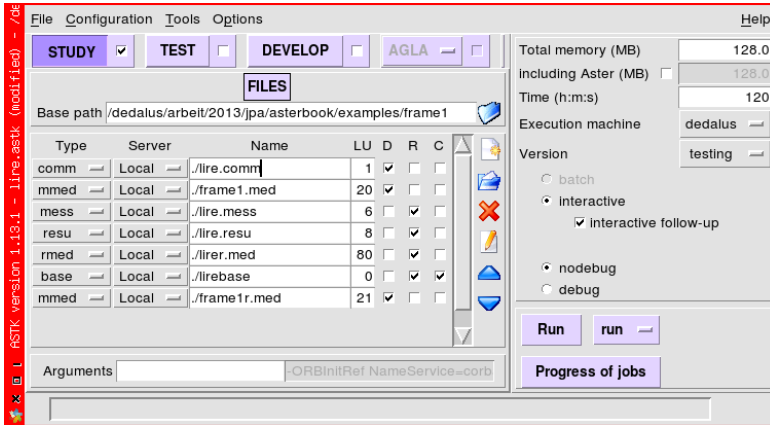 ASTK version 1.13.1 - lire.astk (modified) - /de
File Configuration Tools Options Help
STUDY TEST DEVELOP AGLA
FILES
Base path /dedalus/arbeit/2013/jpa/asterbook/examples/frame1
Type Server Name LU D R C
comm Local ./lire.comm 1
mmed Local ./frame1.med 20
mess Local ./lire.mess 6
resu Local ./lire.resu 8
rmed Local ./lirer.med 80
base Local ./lirebase 0
mmed Local ./frame1r.med 21
Arguments -ORBInitRef NameService=corb
Total memory (MB) 128.0
including Aster (MB) 128.0
Time (h:m:s) 120
Execution machine dedalus
Version testing
batch
interactive
interactive follow-up
nodebug
debug
Run run
Progress of jobs